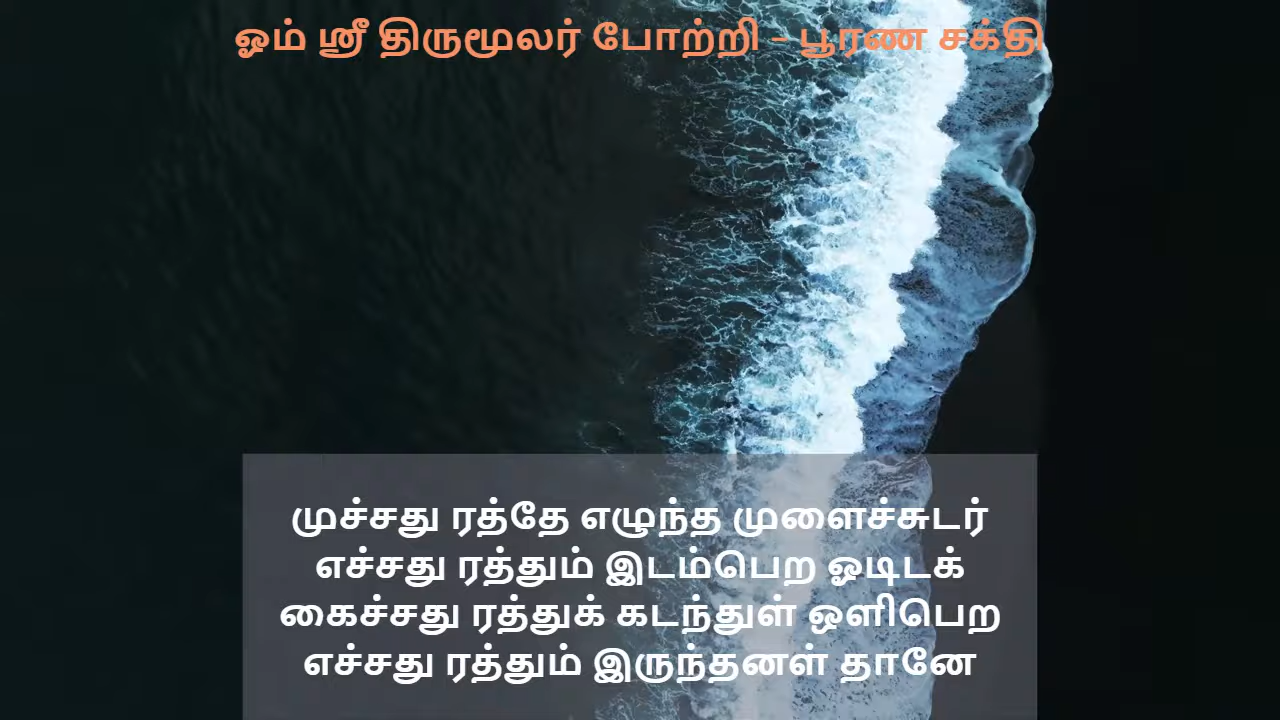 ஓம் ஸ்ரீ திருமூலர் போற்றி - பூரண சக்தி
முச்சது ரத்தே எழுந்த முளைச்சுடர்
எச்சது ரத்தும் இடம்பெற ஓடிடக்
கைச்சது ரத்துக் கடந்துள் ஒளிபெற
எச்சது ரத்தும் இருந்தனள் தானே